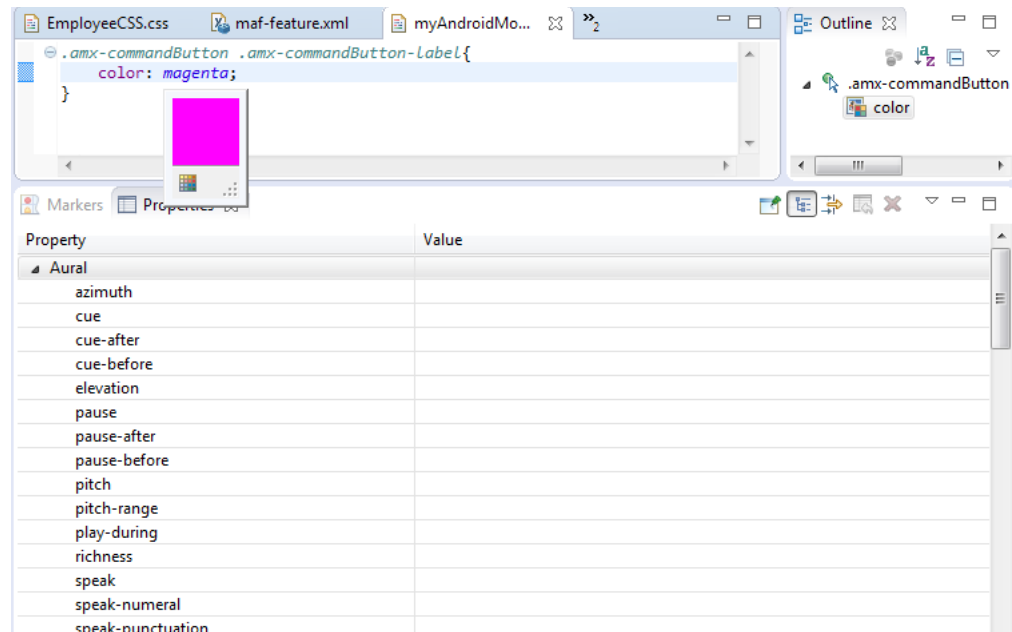 EmployeeCSS.css maf-feature.xml myAndroidMo... »2 Outline
.amx-commandButton .amx-commandButton-label{
color: magenta;
}
.amx-commandButton
color
Markers Properties
Property Value
Aural
azimuth
cue
cue-after
cue-before
elevation
pause
pause-after
pause-before
pitch
pitch-range
play-during
richness
speak
speak-numeral
speak-punctuation